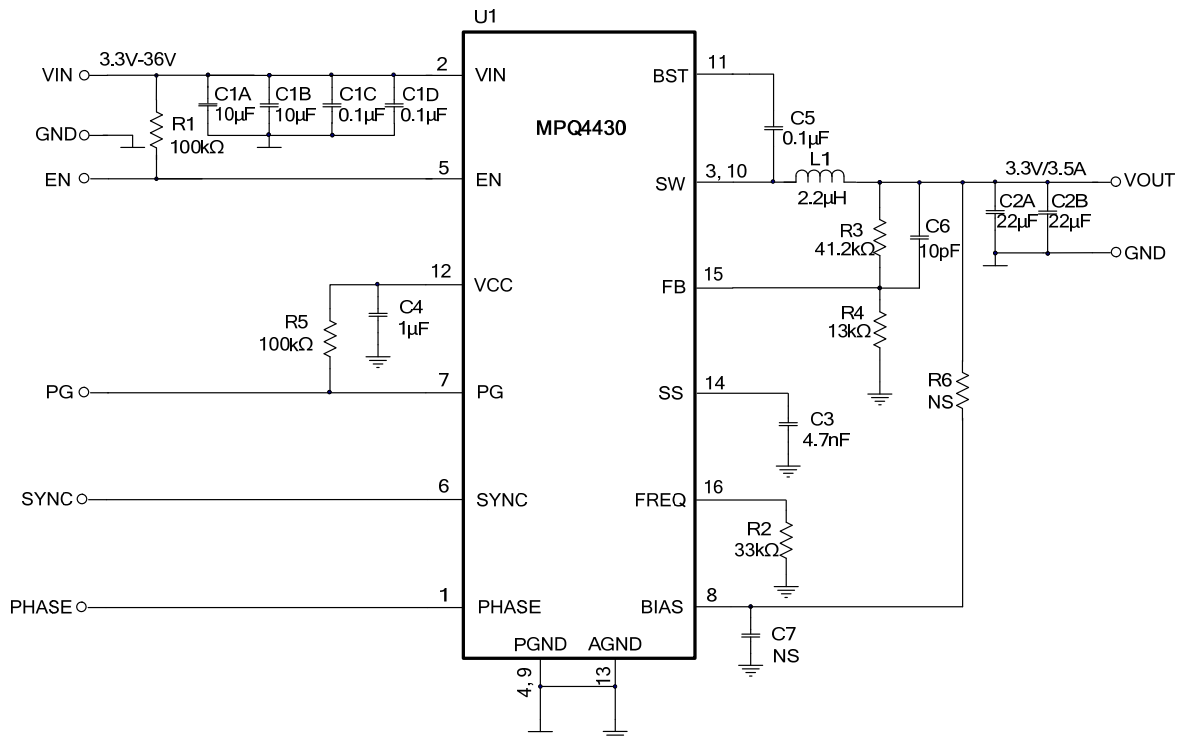 U1
3.3V-36V
VIN
GND
EN
R1
100kΩ
C1A
10µF
C1B
10µF
C1C
0.1µF
C1D
0.1µF
2
VIN
5
EN
12
VCC
C4
1µF
R5
100kΩ
PG
7
PG
SYNC
6
SYNC
PHASE
1
PHASE
MPQ4430
BST
11
C5
0.1µF
SW
3, 10
L1
2.2µH
3.3V/3.5A
VOUT
C2A
22µF
C2B
22µF
GND
R3
41.2kΩ
C6
10pF
FB
15
R4
13kΩ
R6
NS
SS
14
C3
4.7nF
FREQ
16
R2
33kΩ
BIAS
8
C7
NS
PGND
AGND
4, 9
13